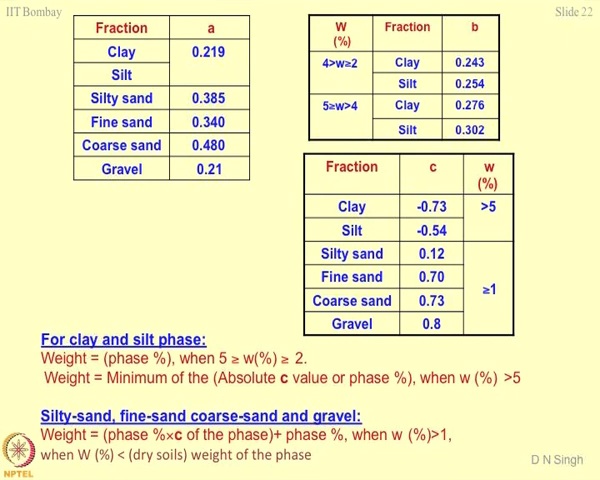 IIT Bombay
Slide 22
Fraction a
Clay 0.219
Silt
Silty sand 0.385
Fine sand 0.340
Coarse sand 0.480
Gravel 0.21
W (%) Fraction b
4>w≥2 Clay 0.243
Silt 0.254
5≥w>4 Clay 0.276
Silt 0.302
Fraction c w (%)
Clay -0.73 >5
Silt -0.54
Silty sand 0.12 ≥1
Fine sand 0.70
Coarse sand 0.73
Gravel 0.8
For clay and silt phase:
Weight = (phase %), when 5 ≥ w(%) ≥ 2.
Weight = Minimum of the (Absolute c value or phase %), when w (%) >5
Silty-sand, fine-sand coarse-sand and gravel:
Weight = (phase %×c of the phase)+ phase %, when w (%)>1,
when W (%) < (dry soils) weight of the phase
NPTEL
D N Singh